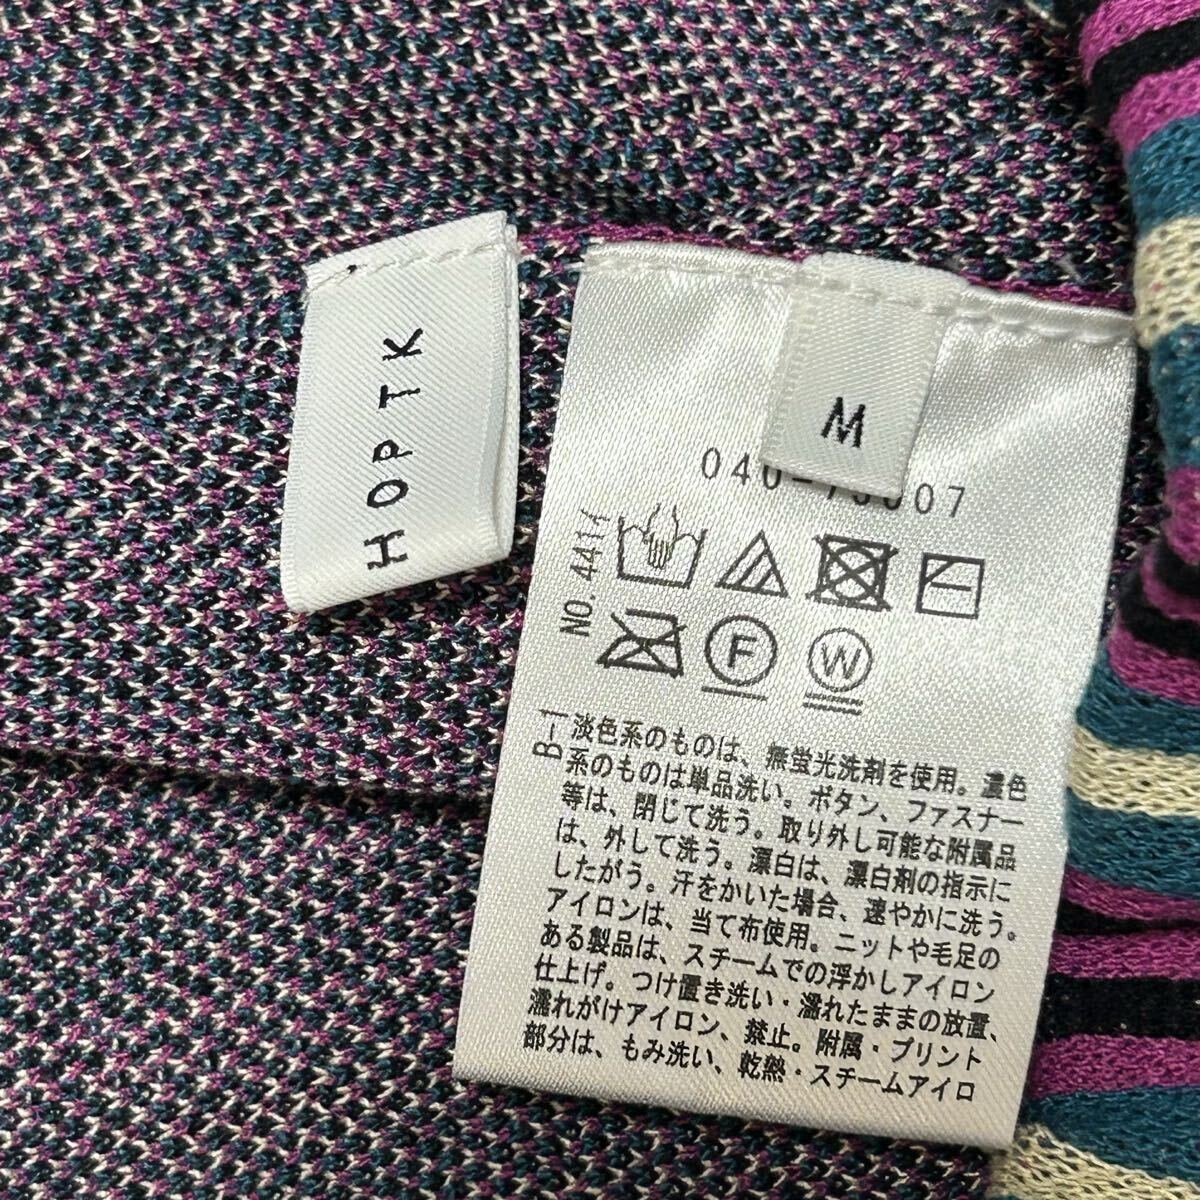 HOPTK
M
040-73007
NO.4411
F
W
B-1
淡色系のものは、無蛍光洗剤を使用。濃色
系のものは単品洗い。ボタン、ファスナー
等は、閉じて洗う。取り外し可能な附属品
は、外して洗う。漂白は、漂白剤の指示に
したがう。汗をかいた場合、速やかに洗う。
アイロンは、当て布使用。ニットや毛足の
ある製品は、スチームでの浮かしアイロン
仕上げ。つけ置き洗い・濡れたままの放置、
濡れがけアイロン、禁止。附属・プリント
部分は、もみ洗い、乾熱・スチームアイロ